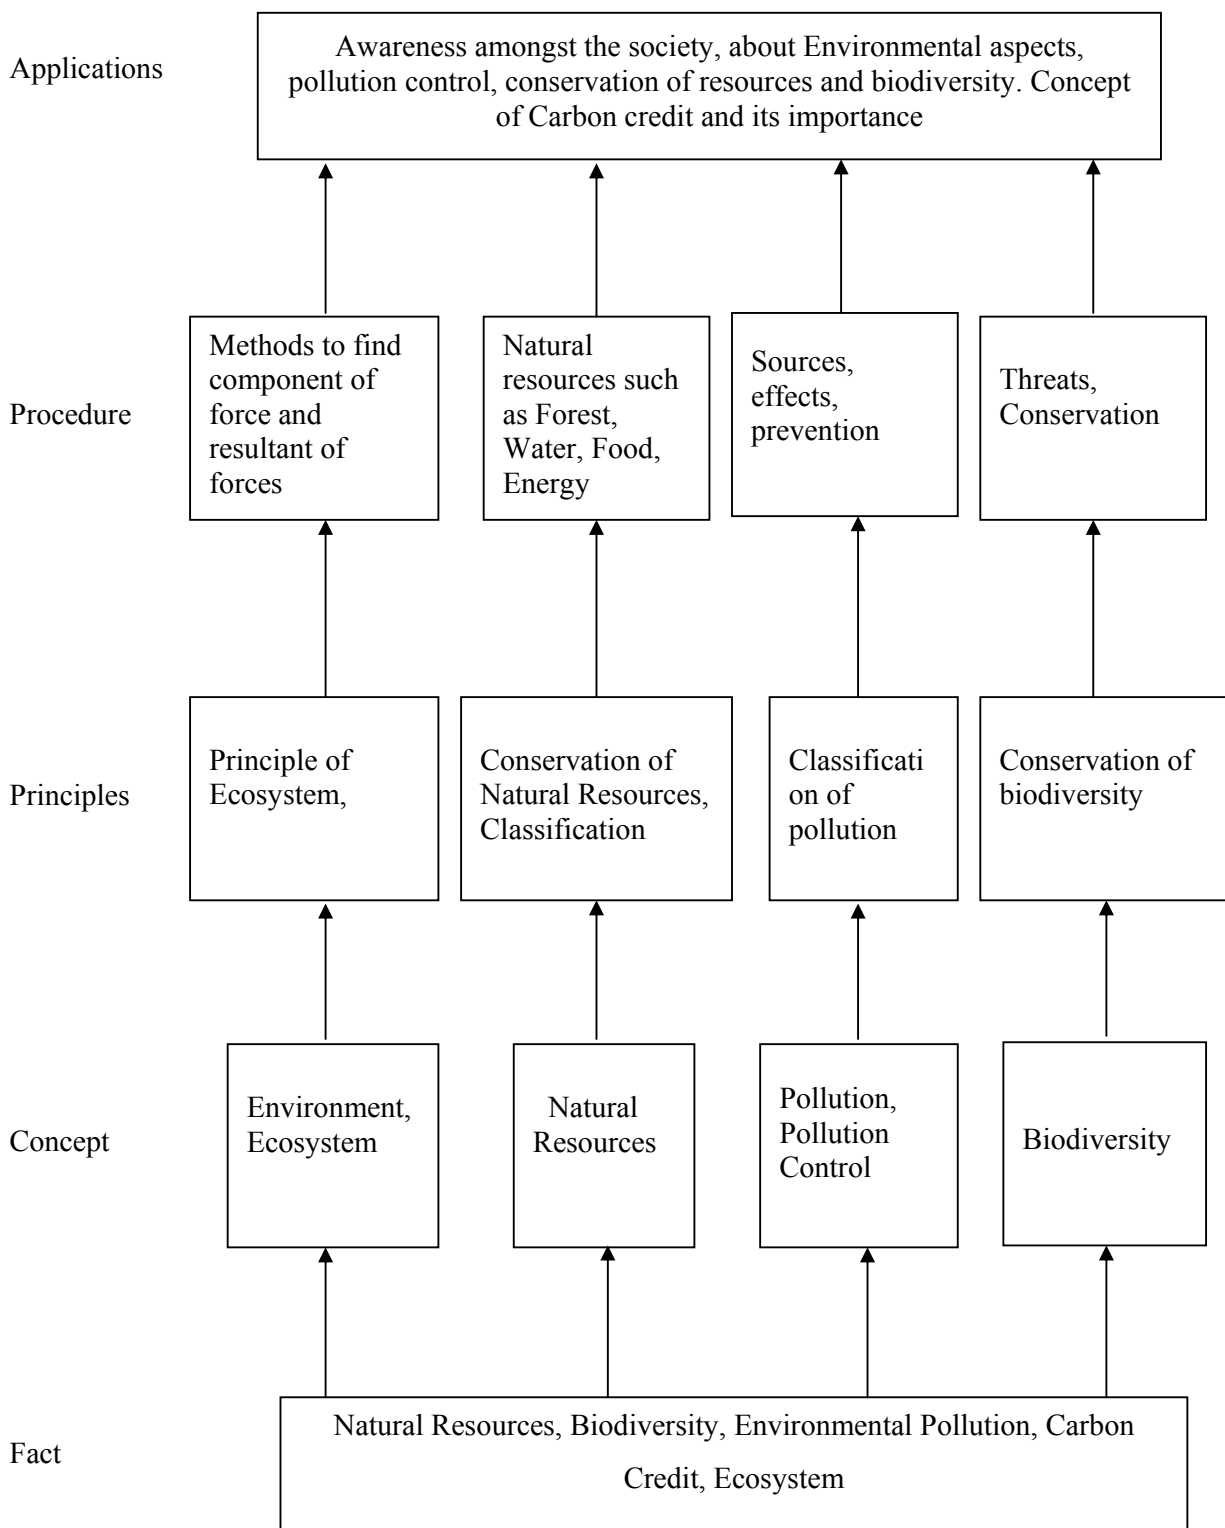 Applications
Awareness amongst the society, about Environmental aspects,
pollution control, conservation of resources and biodiversity. Concept
of Carbon credit and its importance
Procedure
Methods to find
component of
force and
resultant of
forces
Natural
resources such
as Forest,
Water, Food,
Energy
Sources,
effects,
prevention
Threats,
Conservation
Principles
Principle of
Ecosystem,
Conservation of
Natural Resources,
Classification
Classificati
on of
pollution
Conservation of
biodiversity
Concept
Environment,
Ecosystem
Natural
Resources
Pollution,
Pollution
Control
Biodiversity
Fact
Natural Resources, Biodiversity, Environmental Pollution, Carbon
Credit, Ecosystem